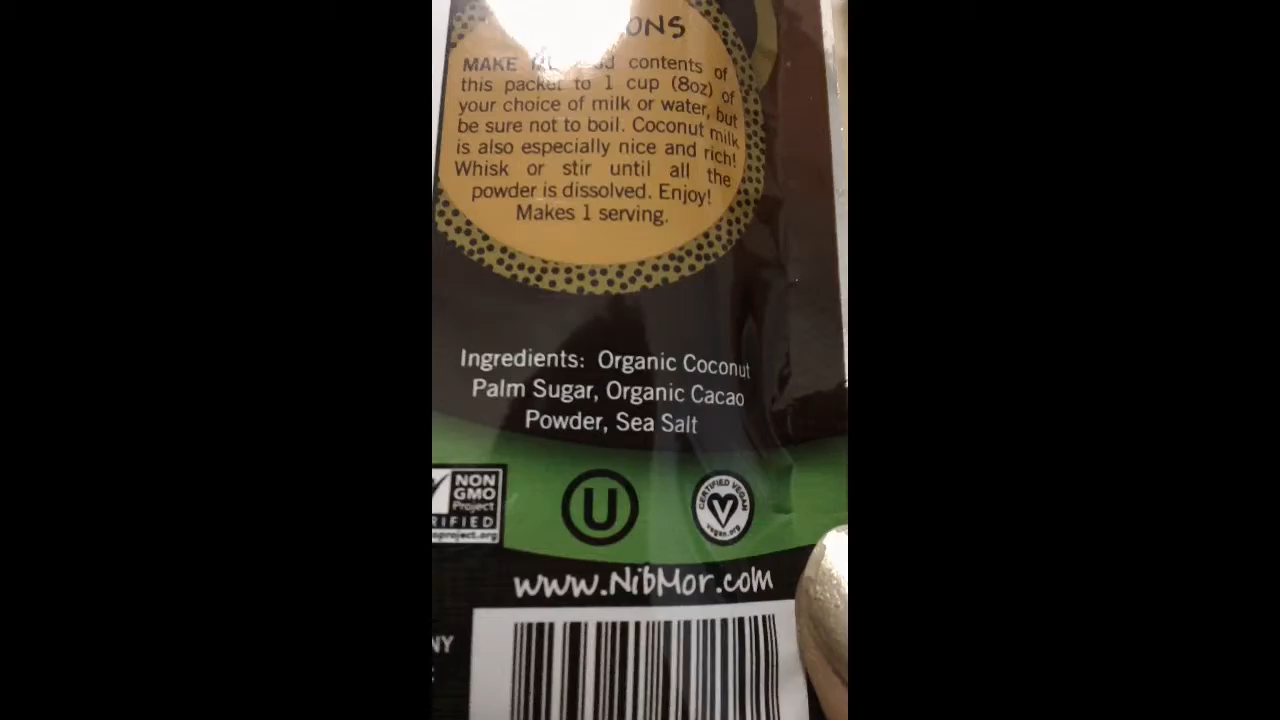 ONS
MAKE contents of
this packet to 1 cup (8oz) of
your choice of milk or water, but
be sure not to boil. Coconut milk
is also especially nice and rich!
Whisk or stir until all the
powder is dissolved. Enjoy!
Makes 1 serving.
Ingredients: Organic Coconut
Palm Sugar, Organic Cacao
Powder, Sea Salt
NON
GMO
Project
RIFIED
oproject.org
U
CERTIFIED VEGAN
vegan.org
www.NibMor.com
NY